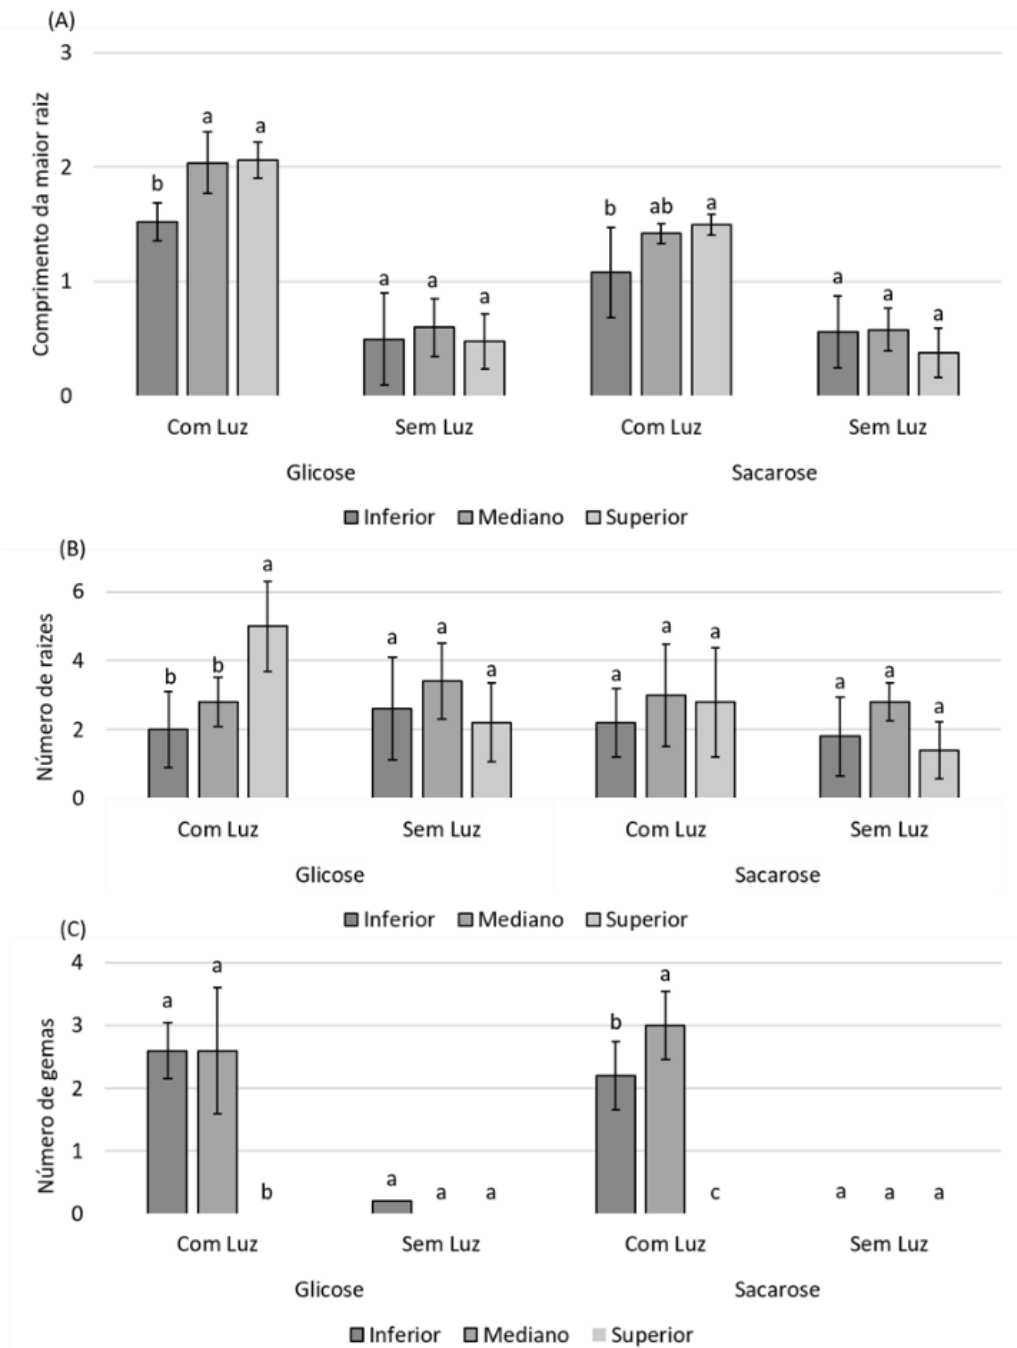 (A)
Comprimento da maior raiz
3
2
1
0
b a a
a a a
b ab a
a a a
Com Luz Sem Luz Com Luz Sem Luz
Glicose Sacarose
Inferior Mediano Superior
(B)
Número de raizes
6
4
2
0
b b a
a a a
a a a
a a a
Com Luz Sem Luz Com Luz Sem Luz
Glicose Sacarose
Inferior Mediano Superior
(C)
Número de gemas
4
3
2
1
0
a a b
a a a
b a c
a a a
Com Luz Sem Luz Com Luz Sem Luz
Glicose Sacarose
Inferior Mediano Superior